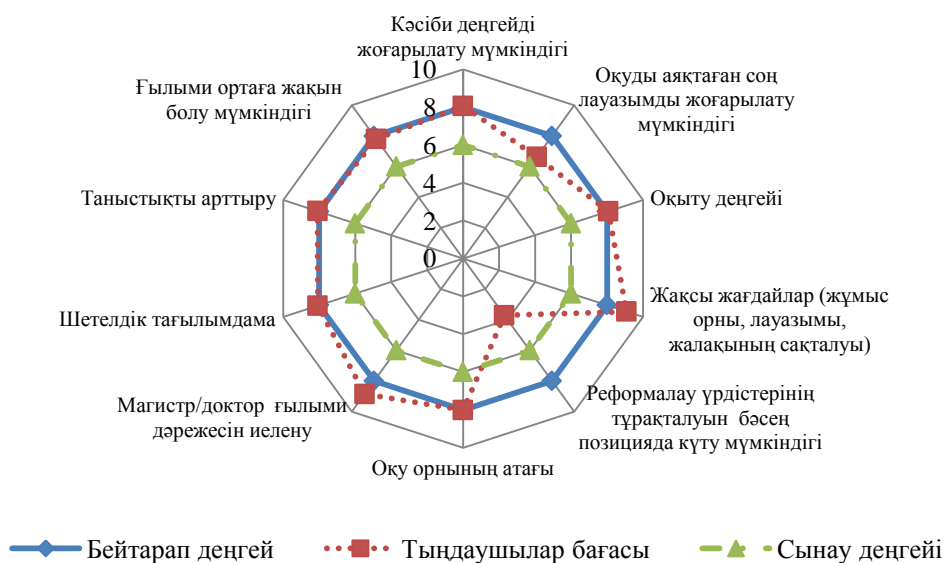 Кәсіби деңгейді
жоғарылату мүмкіндігі
Оқуды аяқтаған соң
лауазымды жоғарылату
мүмкіндігі
Оқыту деңгейі
Жақсы жағдайлар (жұмыс
орны, лауазымы,
жалақының сақталуы)
Реформалау үрдістерінің
тұрақталуын бәсең
позицияда күту мүмкіндігі
Оқу орнының атағы
Магистр/доктор ғылыми
дәрежесін иелену
Шетелдік тағылымдама
Таныстықты арттыру
Ғылыми ортаға жақын
болу мүмкіндігі
10
8
6
4
2
0
Бейтарап деңгей
Тыңдаушылар бағасы
Сынау деңгейі